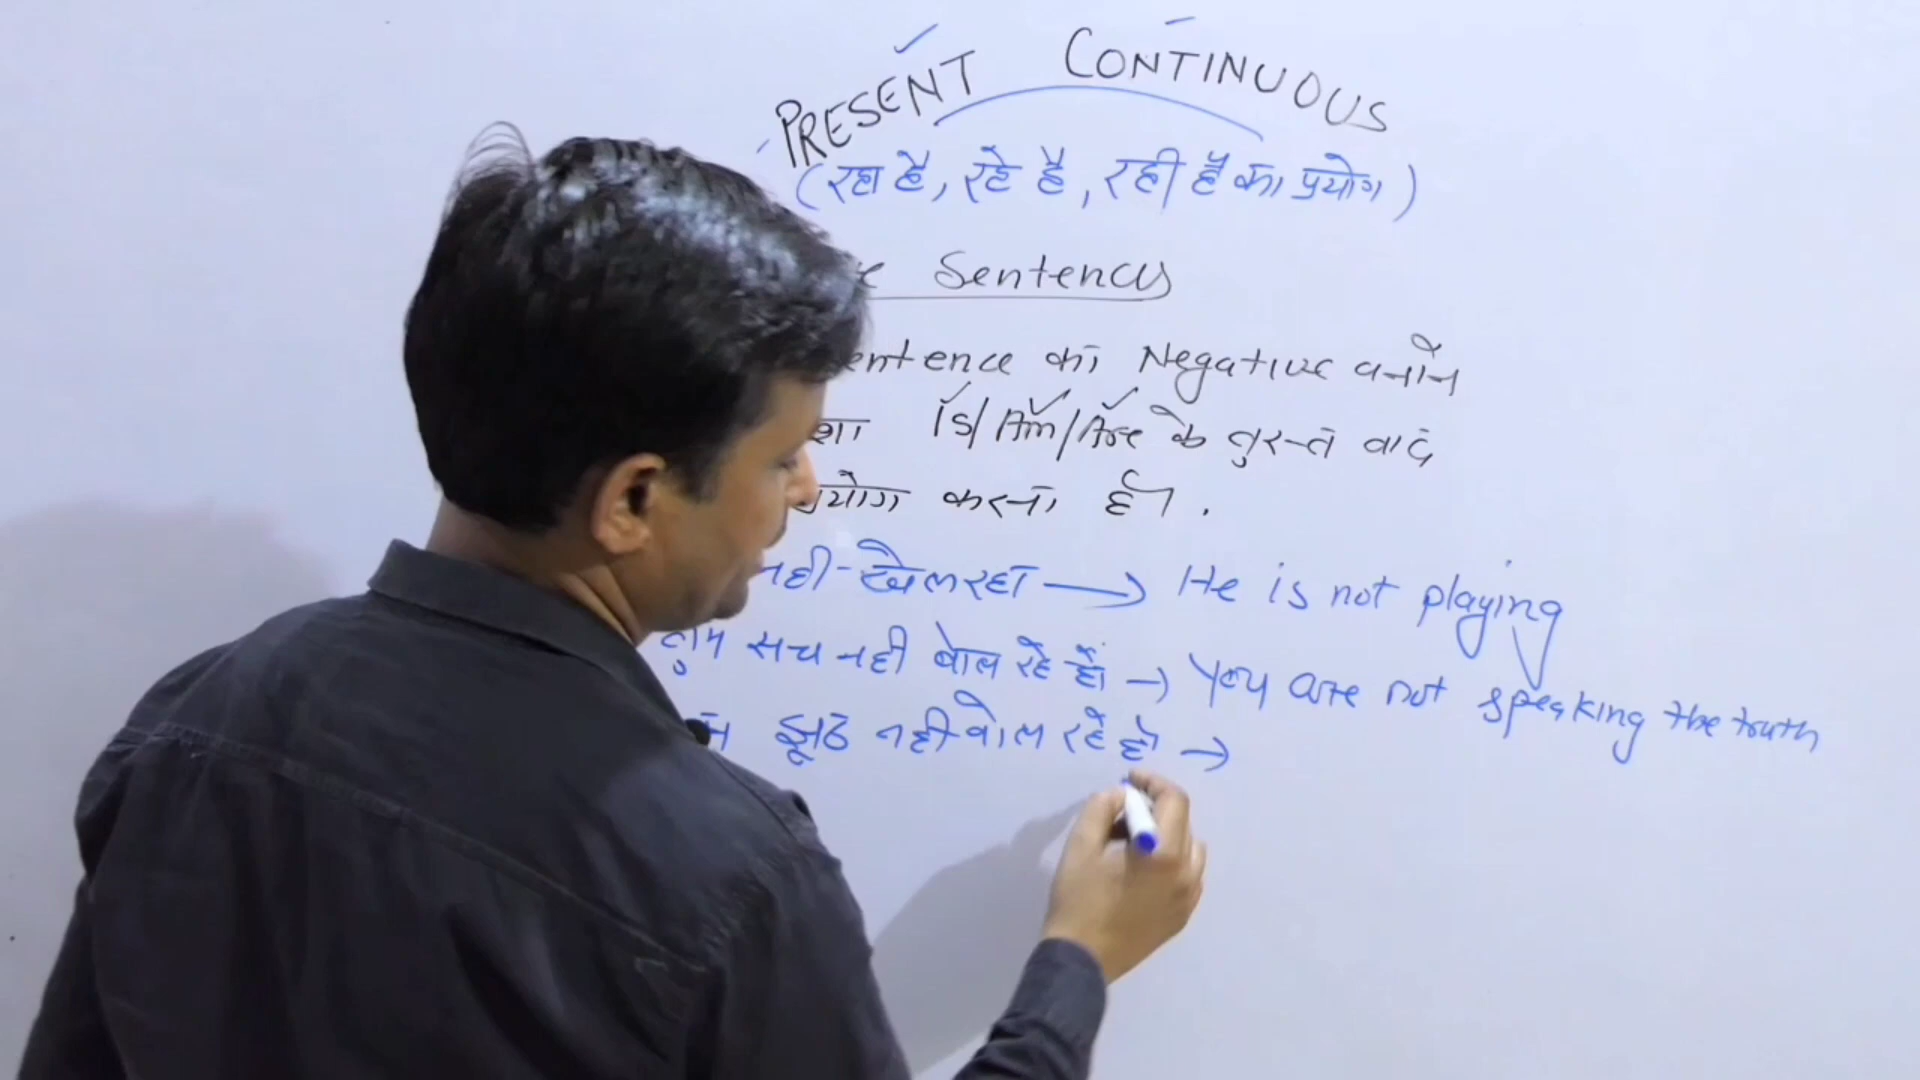 PRESENT CONTINUOUS
(रहा है, रहे है, रही है का प्रयोग)
Sentences
का Negative बनाने
Is/Am/Are के तुरन्त बाद
करना है।.
नही खेल रहा → He is not playing
तुम सच नही बोल रहे हो → You are not speaking the truth
झूठ नही बोल रहे हो →